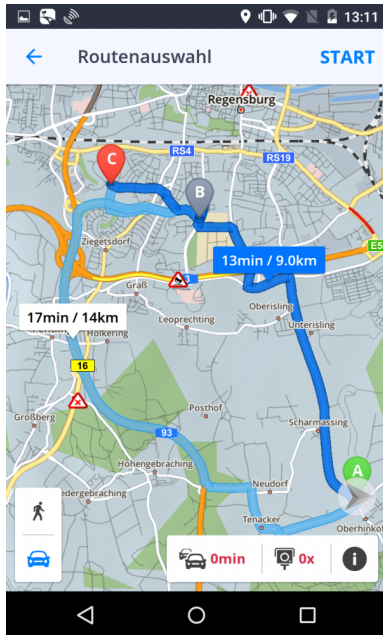 13:11
Routenauswahl
START
Regensburg
C
RS4
RS19
B
Ziegetsdorf
E5
13min / 9.0km
3
Graß
Oberisling
17min / 14km
Leoprechting
Unterisling
Hölkering
16
Posthof
Großberg
Scharmassing
93
Hohengebraching
A
edergebraching
Neudorf
Tenacker
Oberhinkof
0min
0x
i